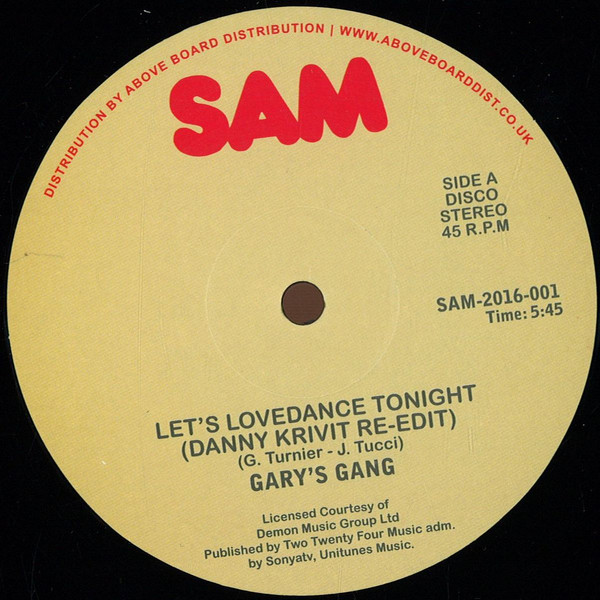 DISTRIBUTION BY ABOVE BOARD DISTRIBUTION | WWW.ABOVEBOARDDIST.CO.UK
SAM
SIDE A
DISCO
STEREO
45 R.P.M
SAM-2016-001
Time: 5:45
LET'S LOVEDANCE TONIGHT
(DANNY KRIVIT RE-EDIT)
(G. Turnier - J. Tucci)
GARY'S GANG
Licensed Courtesy of
Demon Music Group Ltd
Published by Two Twenty Four Music adm.
by Sonyatv, Unitunes Music.